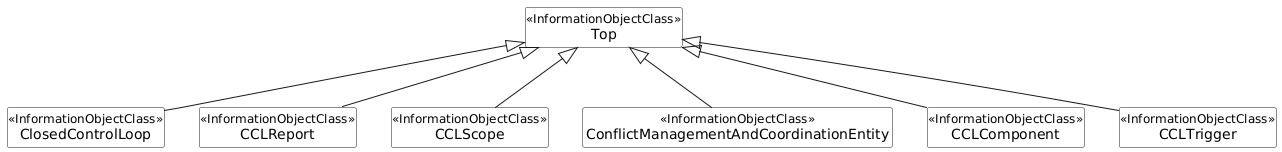 «InformationObjectClass»
Top
«InformationObjectClass»
ClosedControlLoop
«InformationObjectClass»
CCLReport
«InformationObjectClass»
CCLScope
«InformationObjectClass»
ConflictManagementAndCoordinationEntity
«InformationObjectClass»
CCLComponent
«InformationObjectClass»
CCLTrigger